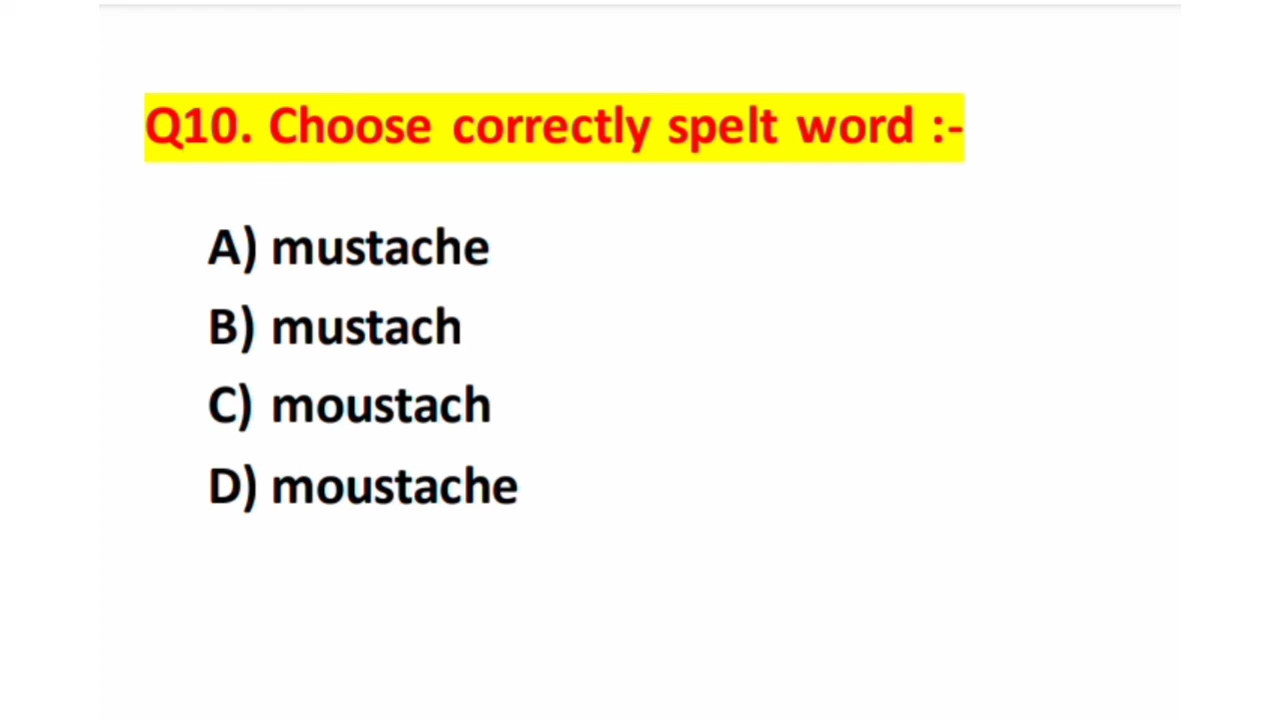 Q10. Choose correctly spelt word :-
A) mustache
B) mustach
C) moustach
D) moustache